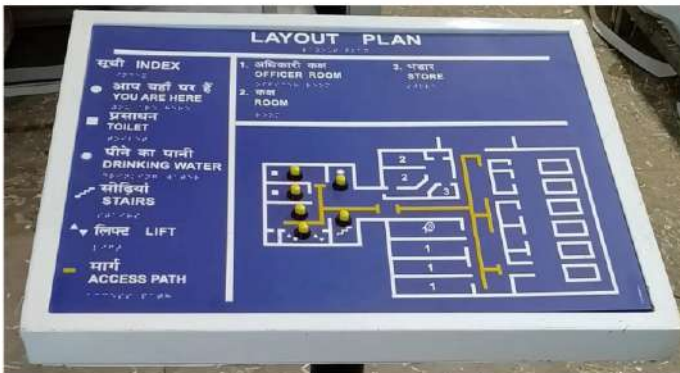 LAYOUT PLAN
सूची INDEX
आप यहाँ पर हैं
YOU ARE HERE
प्रसाधन
TOILET
पीने का पानी
DRINKING WATER
सीढ़ियां
STAIRS
लिफ्ट LIFT
मार्ग
ACCESS PATH
1. अधिकारी कक्ष
OFFICER ROOM
2. कक्ष
ROOM
3. भंडार
STORE
2
2
3
1
1
1